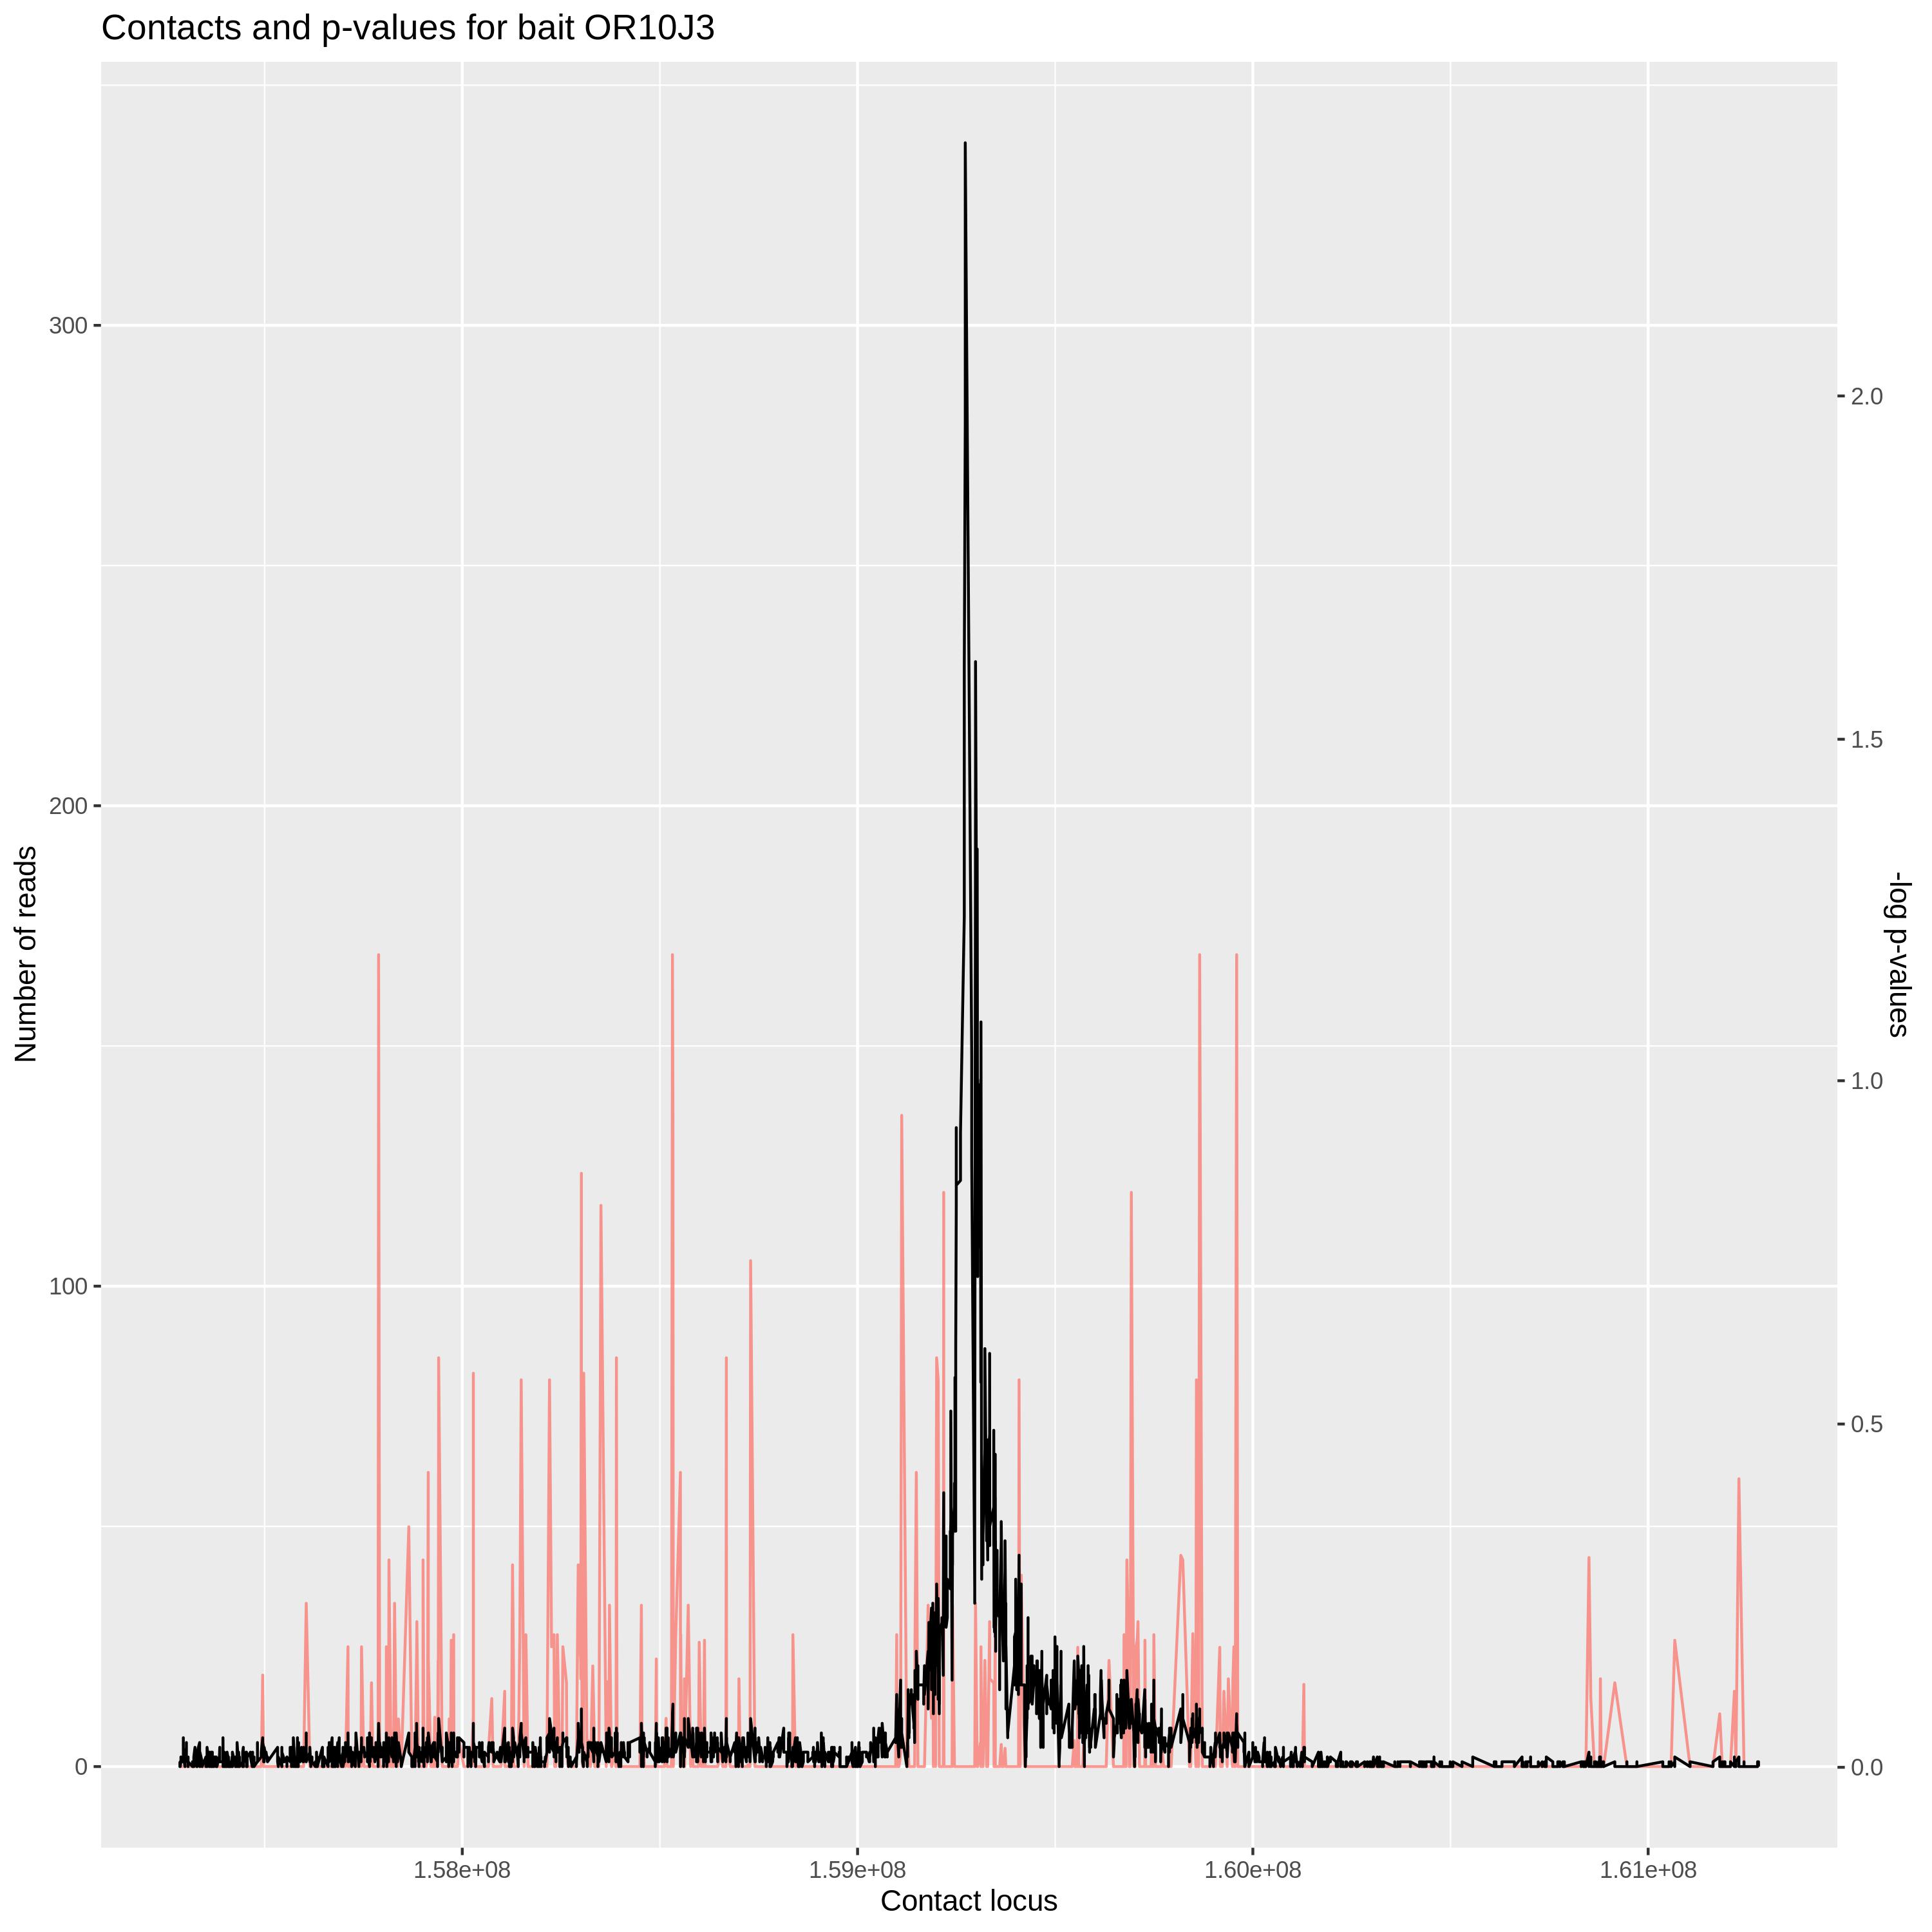 Contacts and p-values for bait OR10J3
300
200
100
0
Number of reads
2.0
1.5
1.0
0.5
0.0
-log p-values
1.58e+08 1.59e+08 1.60e+08 1.61e+08
Contact locus